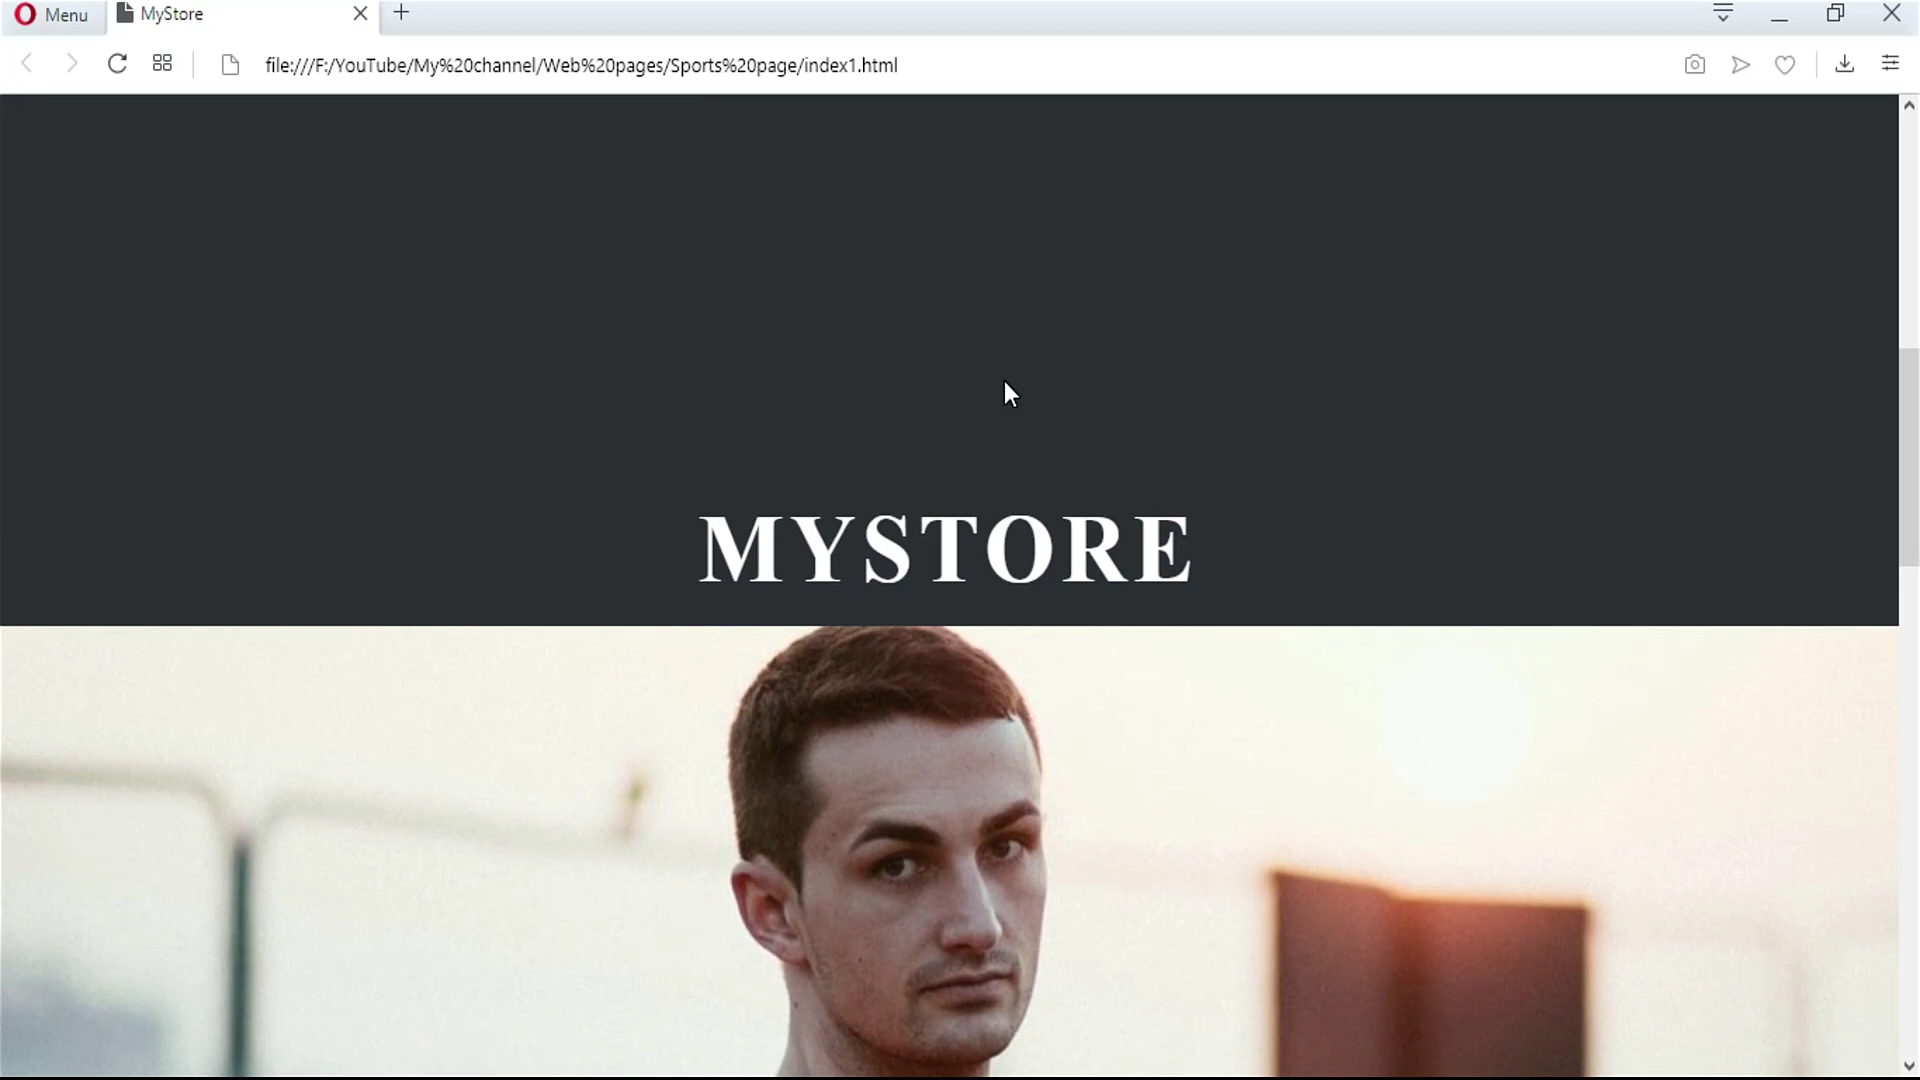 Menu
MyStore
file:///F:/YouTube/My%20channel/Web%20pages/Sports%20page/index1.html
MYSTORE